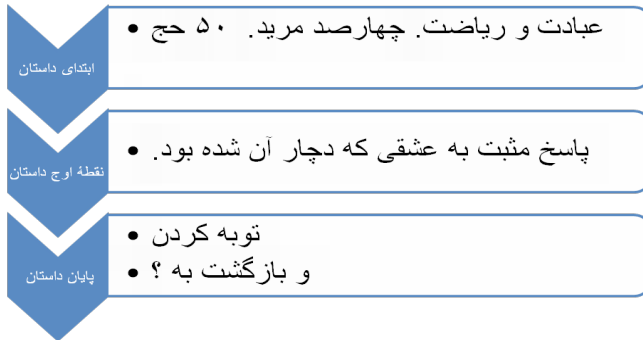 ابتدای داستان
• عبادت و ریاضت. چهارصد مرید. ۵۰ حج
نقطهٔ اوج داستان
• پاسخ مثبت به عشقی که دچار آن شده بود.
پایان داستان
• توبه کردن
• و بازگشت به ؟